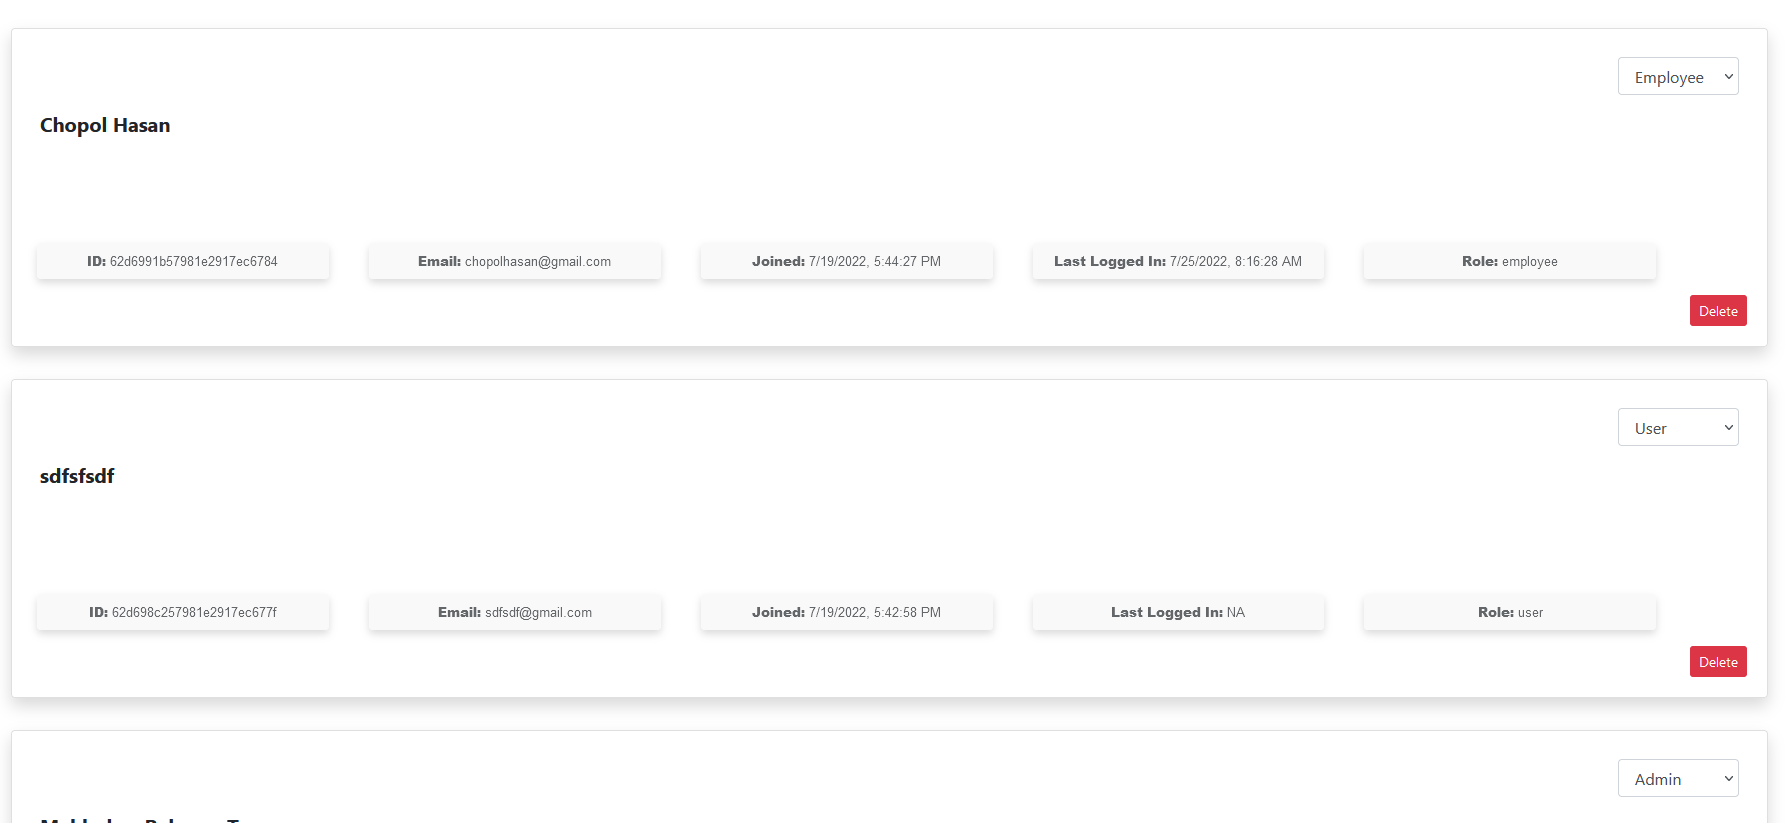 Employee
Chopol Hasan
ID: 62d6991b57981e2917ec6784 Email: chopolhasan@gmail.com Joined: 7/19/2022, 5:44:27 PM Last Logged In: 7/25/2022, 8:16:28 AM Role: employee
Delete
User
sdfsfsdf
ID: 62d698c257981e2917ec677f Email: sdfsdf@gmail.com Joined: 7/19/2022, 5:42:58 PM Last Logged In: NA Role: user
Delete
Admin